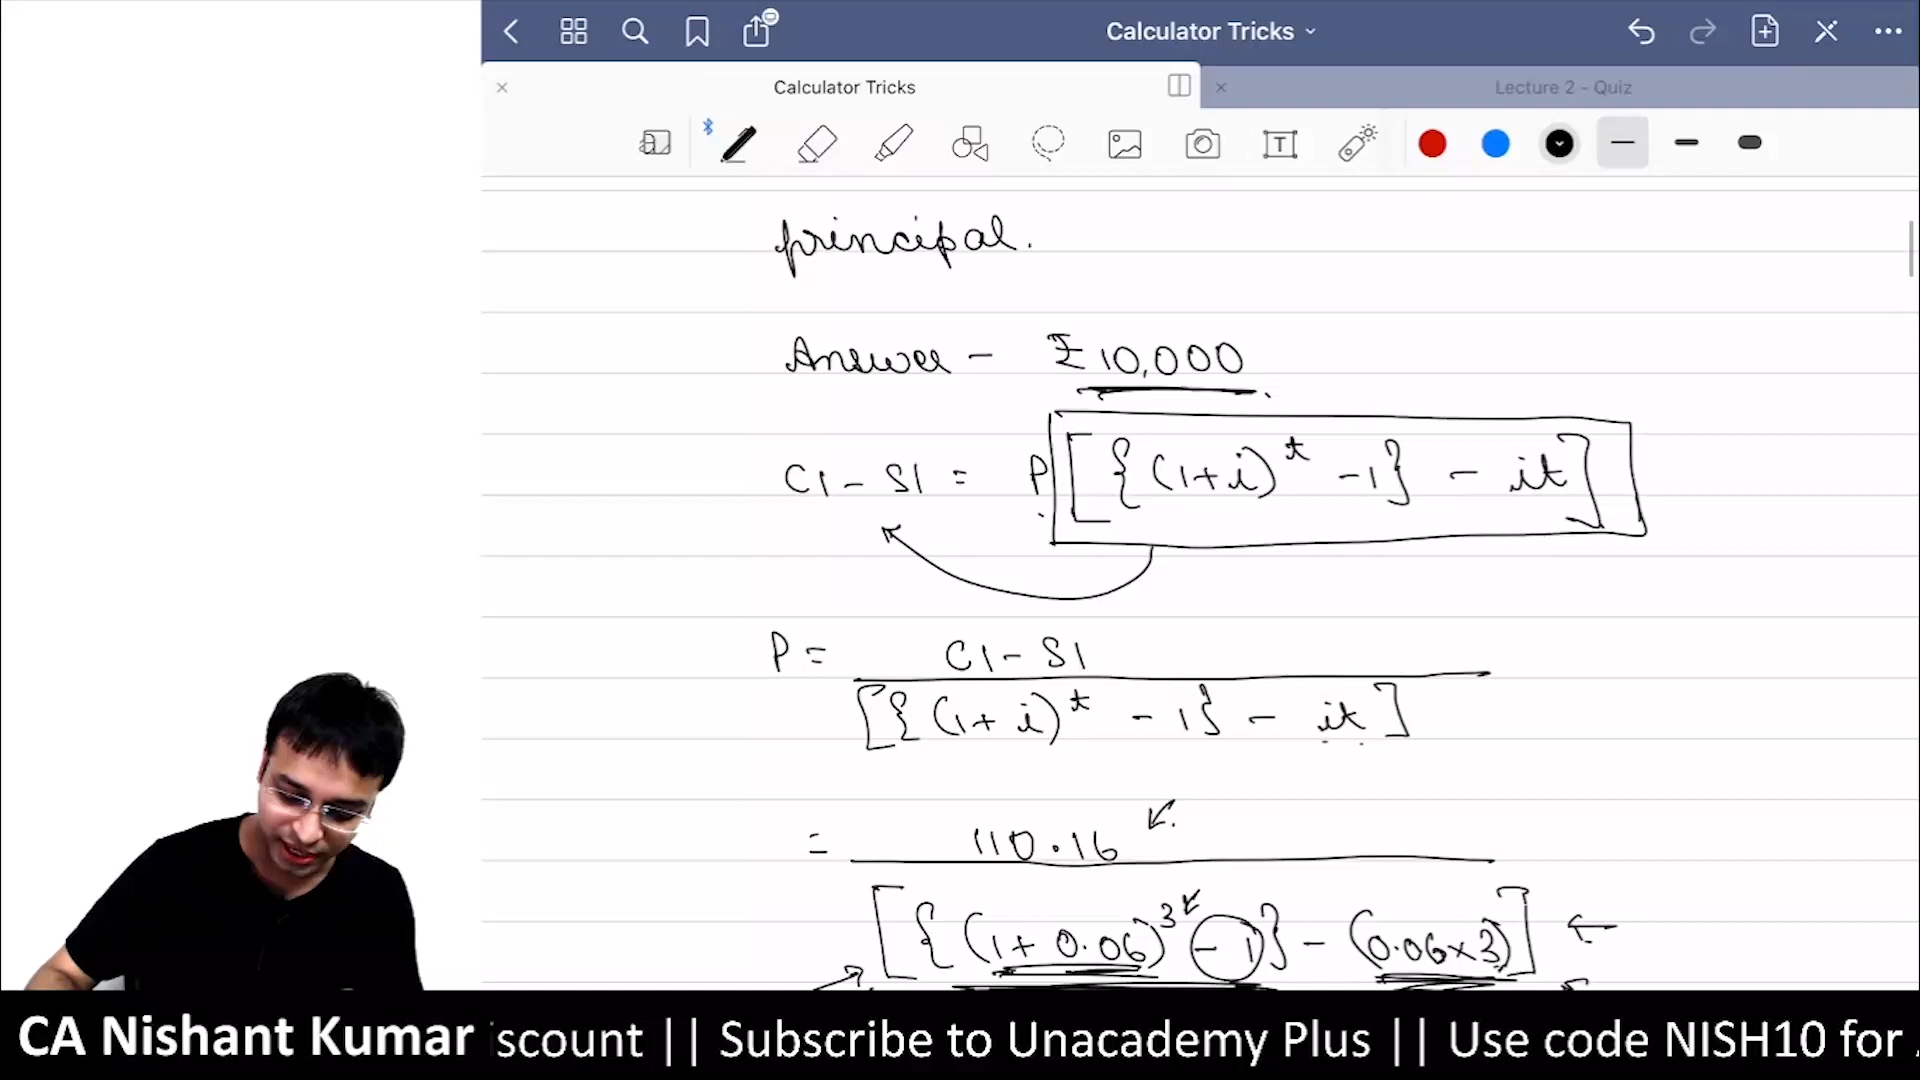 Calculator Tricks
Calculator Tricks
Lecture 2 - Quiz
principal.
Answer - ₹10,000
CI - SI = P[{(1+i)^t -1} - it]
P = CI - SI
[{(1+i)^t - 1} - it]
= 110.16
[{(1+0.06)^3 -1} - (0.06×3)]
CA Nishant Kumar
scount || Subscribe to Unacademy Plus || Use code NISH10 for